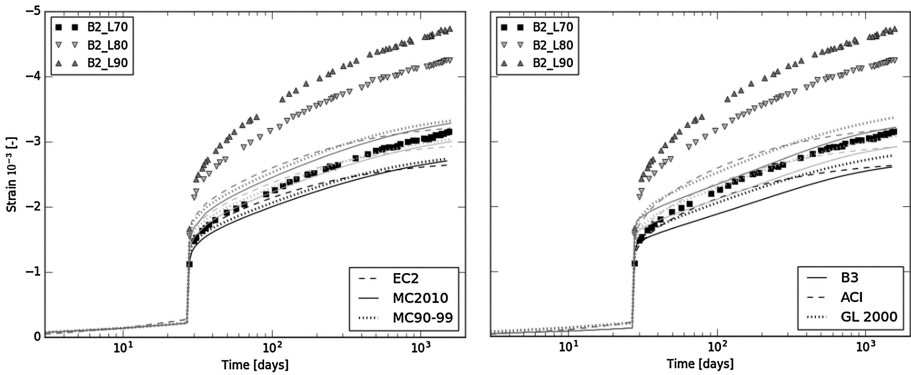 −5
B2_L70
B2_L80
B2_L90
−4
−3
−2
−1
0
Strain 10⁻³ [-]
EC2
MC2010
MC90-99
10¹
10²
10³
Time [days]
B2_L70
B2_L80
B2_L90
B3
ACI
GL 2000
10¹
10²
10³
Time [days]